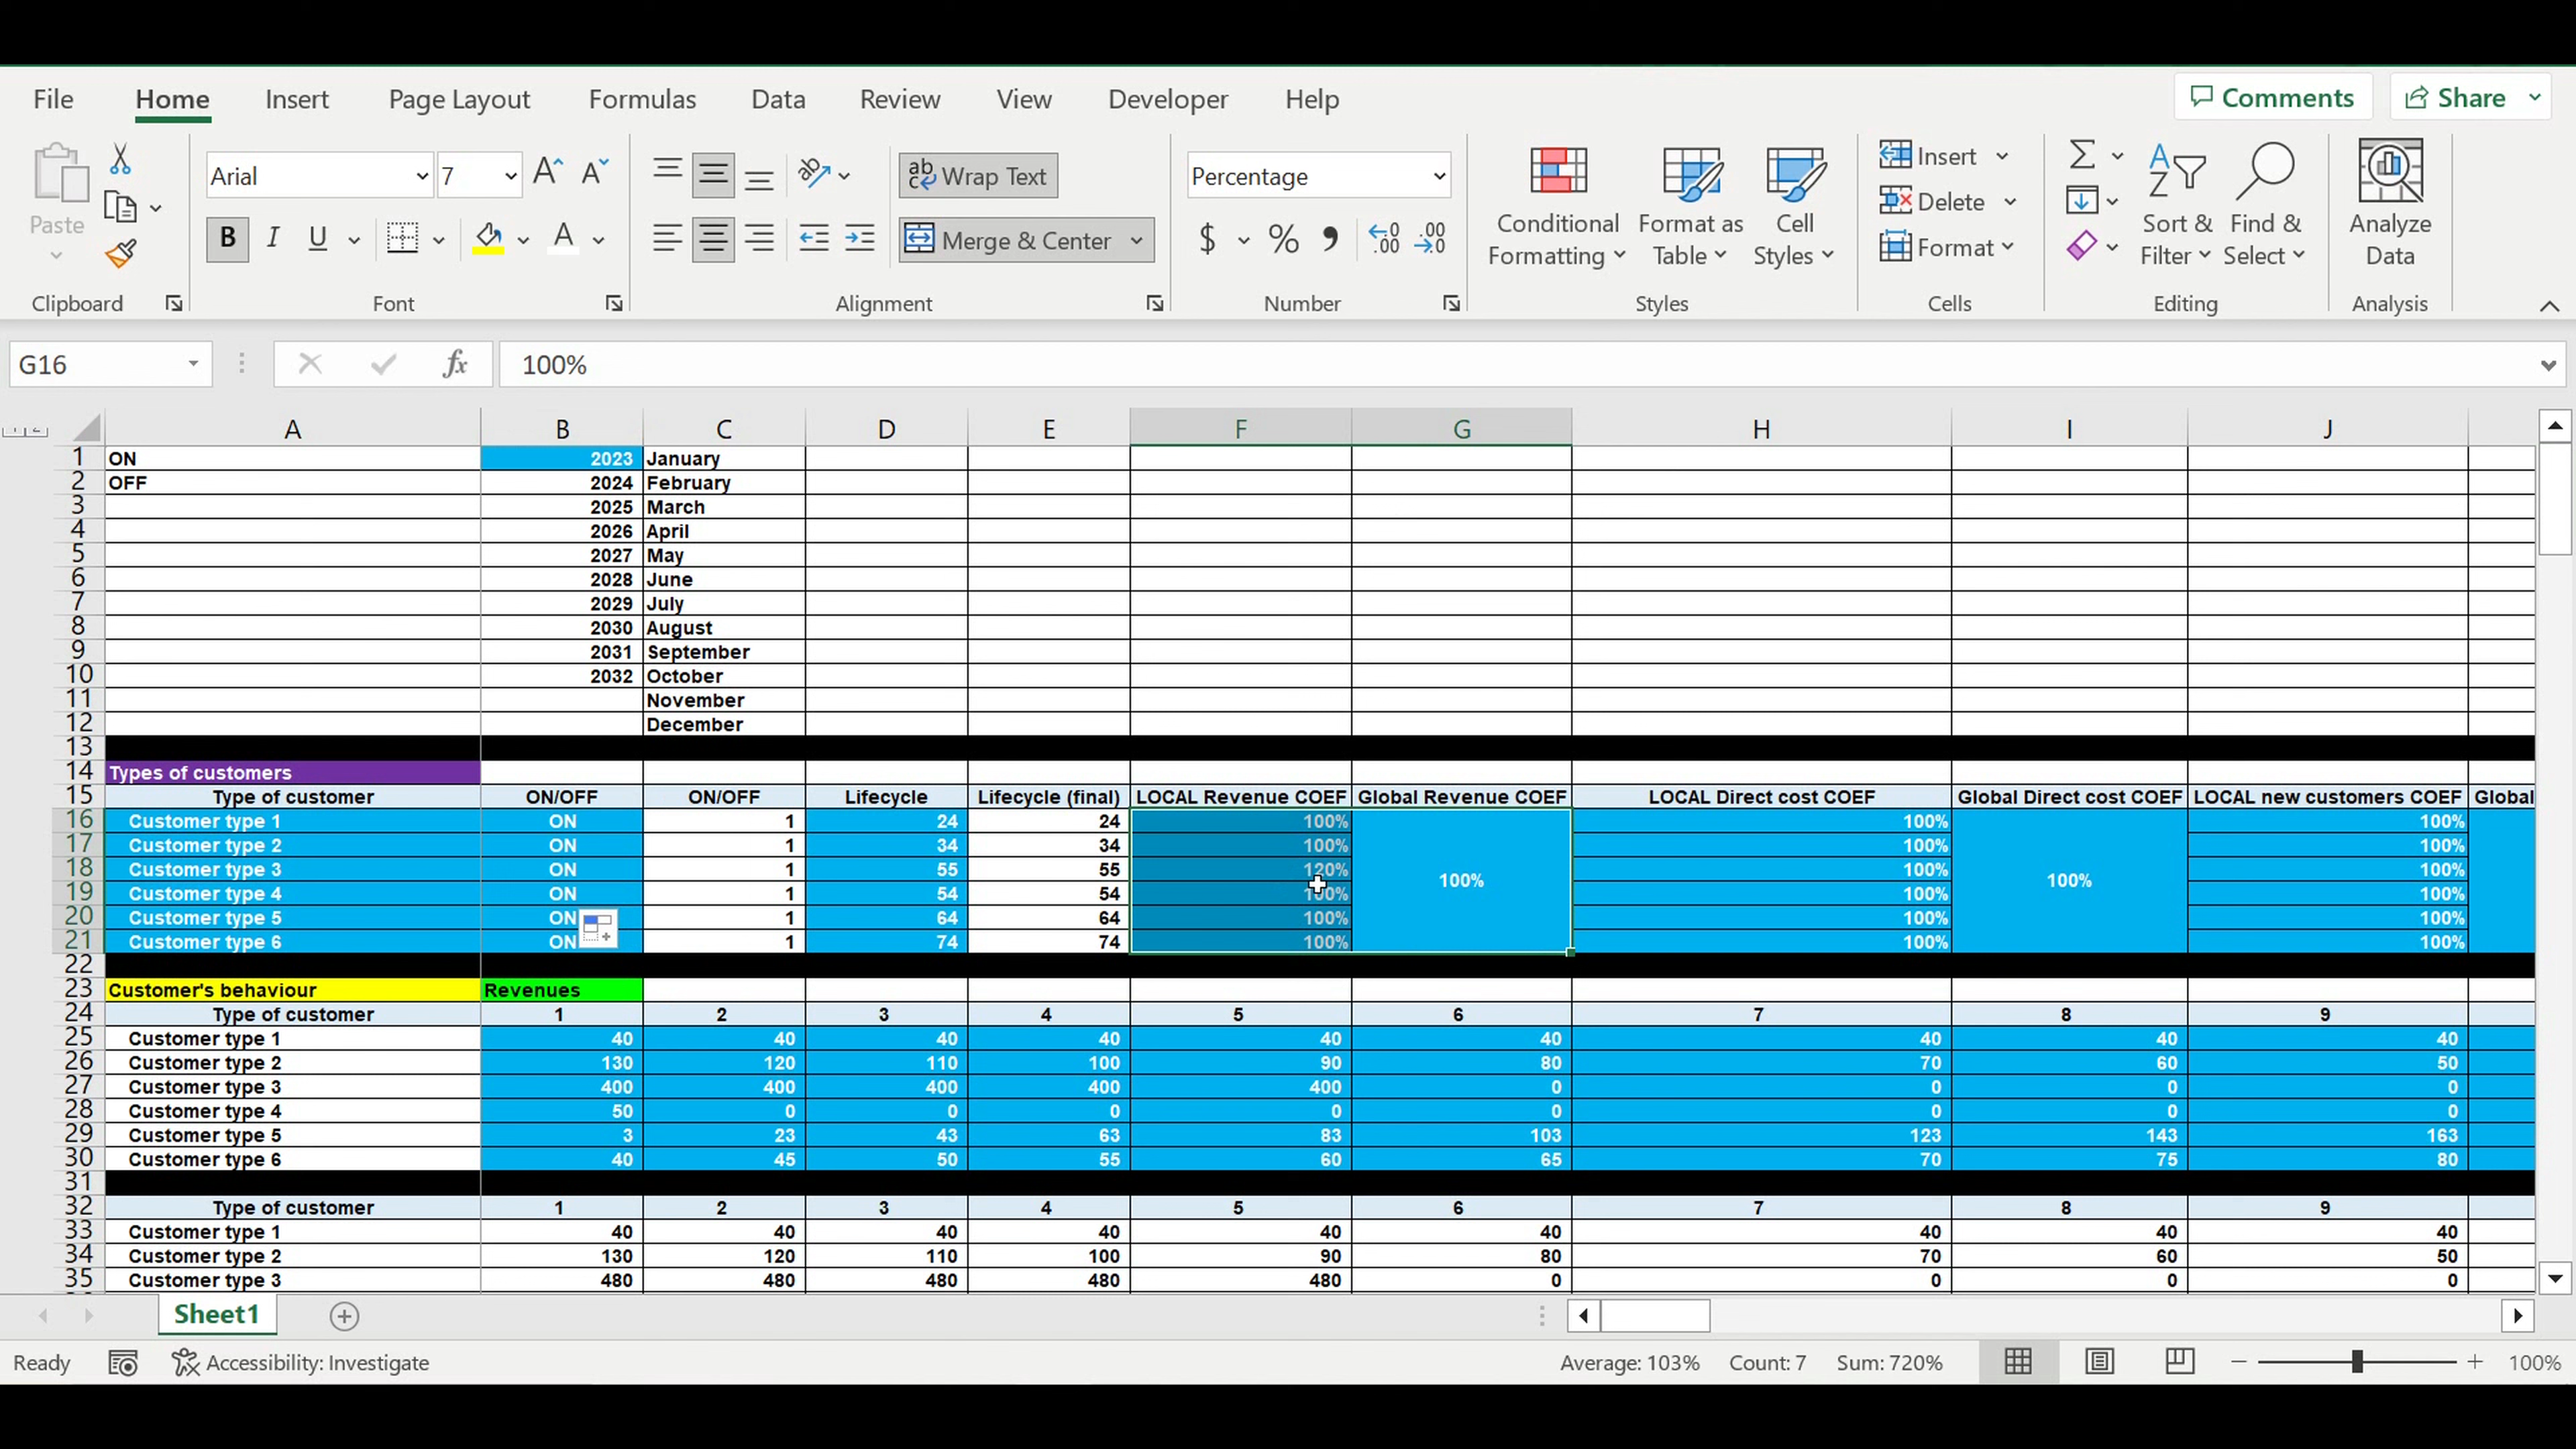 File Home Insert Page Layout Formulas Data Review View Developer Help Comments Share
Arial 7 Wrap Text Percentage Insert
Paste Conditional Format as Cell Delete Sort & Find & Analyze
B I U A Merge & Center $ % Formatting Table Styles Format Filter Select Data
Clipboard Font Alignment Number Styles Cells Editing Analysis
G16 fx 100%
A B C D E F G H I J
1 ON 2023 January
2 OFF 2024 February
3 2025 March
4 2026 April
5 2027 May
6 2028 June
7 2029 July
8 2030 August
9 2031 September
10 2032 October
11 November
12 December
13
14 Types of customers
15 Type of customer ON/OFF ON/OFF Lifecycle Lifecycle (final) LOCAL Revenue COEF Global Revenue COEF LOCAL Direct cost COEF Global Direct cost COEF LOCAL new customers COEF Global
16 Customer type 1 ON 1 24 24 100% 100% 100%
17 Customer type 2 ON 1 34 34 100% 100% 100%
18 Customer type 3 ON 1 55 55 120% 100% 100% 100% 100%
19 Customer type 4 ON 1 54 54 100% 100% 100%
20 Customer type 5 ON 1 64 64 100% 100% 100%
21 Customer type 6 ON 1 74 74 100% 100% 100%
22
23 Customer's behaviour Revenues
24 Type of customer 1 2 3 4 5 6 7 8 9
25 Customer type 1 40 40 40 40 40 40 40 40 40
26 Customer type 2 130 120 110 100 90 80 70 60 50
27 Customer type 3 400 400 400 400 400 0 0 0 0
28 Customer type 4 50 0 0 0 0 0 0 0 0
29 Customer type 5 3 23 43 63 83 103 123 143 163
30 Customer type 6 40 45 50 55 60 65 70 75 80
31
32 Type of customer 1 2 3 4 5 6 7 8 9
33 Customer type 1 40 40 40 40 40 40 40 40 40
34 Customer type 2 130 120 110 100 90 80 70 60 50
35 Customer type 3 480 480 480 480 480 0 0 0 0
Sheet1
Ready Accessibility: Investigate Average: 103% Count: 7 Sum: 720% 100%